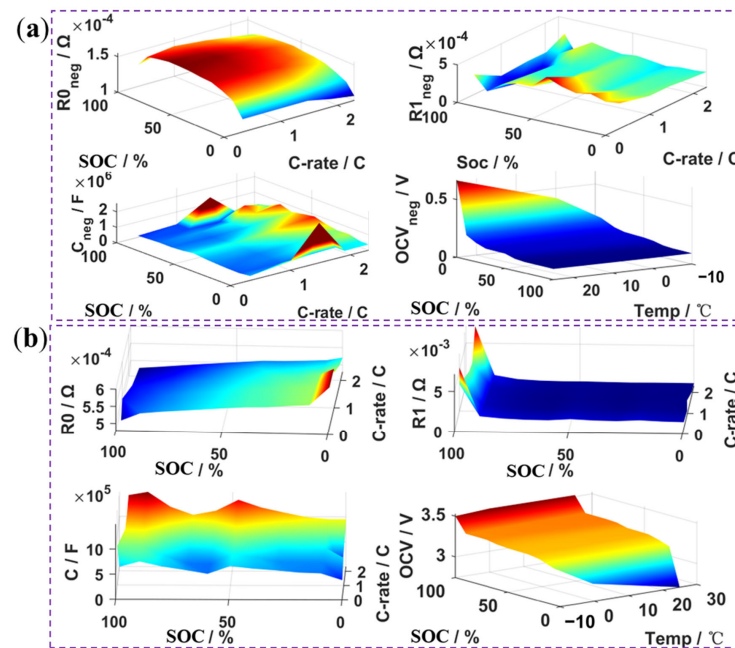 (a)
×10⁻⁴
R0neg / Ω
1.5
1
100
50
0
0
1
2
SOC / %
C-rate / C
×10⁻⁴
R1neg / Ω
5
0
100
50
0
0
1
2
Soc / %
C-rate / C
×10⁶
Cneg / F
2
1
0
100
50
0
0
1
2
SOC / %
C-rate / C
OCVneg / V
0.5
0
0
50
100
20
10
0
−10
SOC / %
Temp / ℃
(b)
×10⁻⁴
R0 / Ω
6
5.5
5
100
50
0
2
1
0
SOC / %
C-rate / C
×10⁻³
R1 / Ω
5
0
100
50
0
2
1
0
SOC / %
C-rate / C
×10⁵
C / F
10
5
0
100
50
0
2
1
0
SOC / %
C-rate / C
OCV / V
3.5
3
100
50
0
−10
0
10
20
30
SOC / %
Temp / ℃